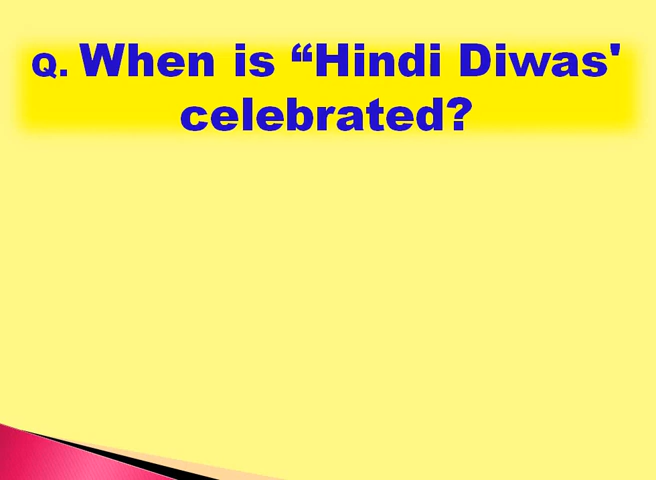 Q. When is “Hindi Diwas'
celebrated?